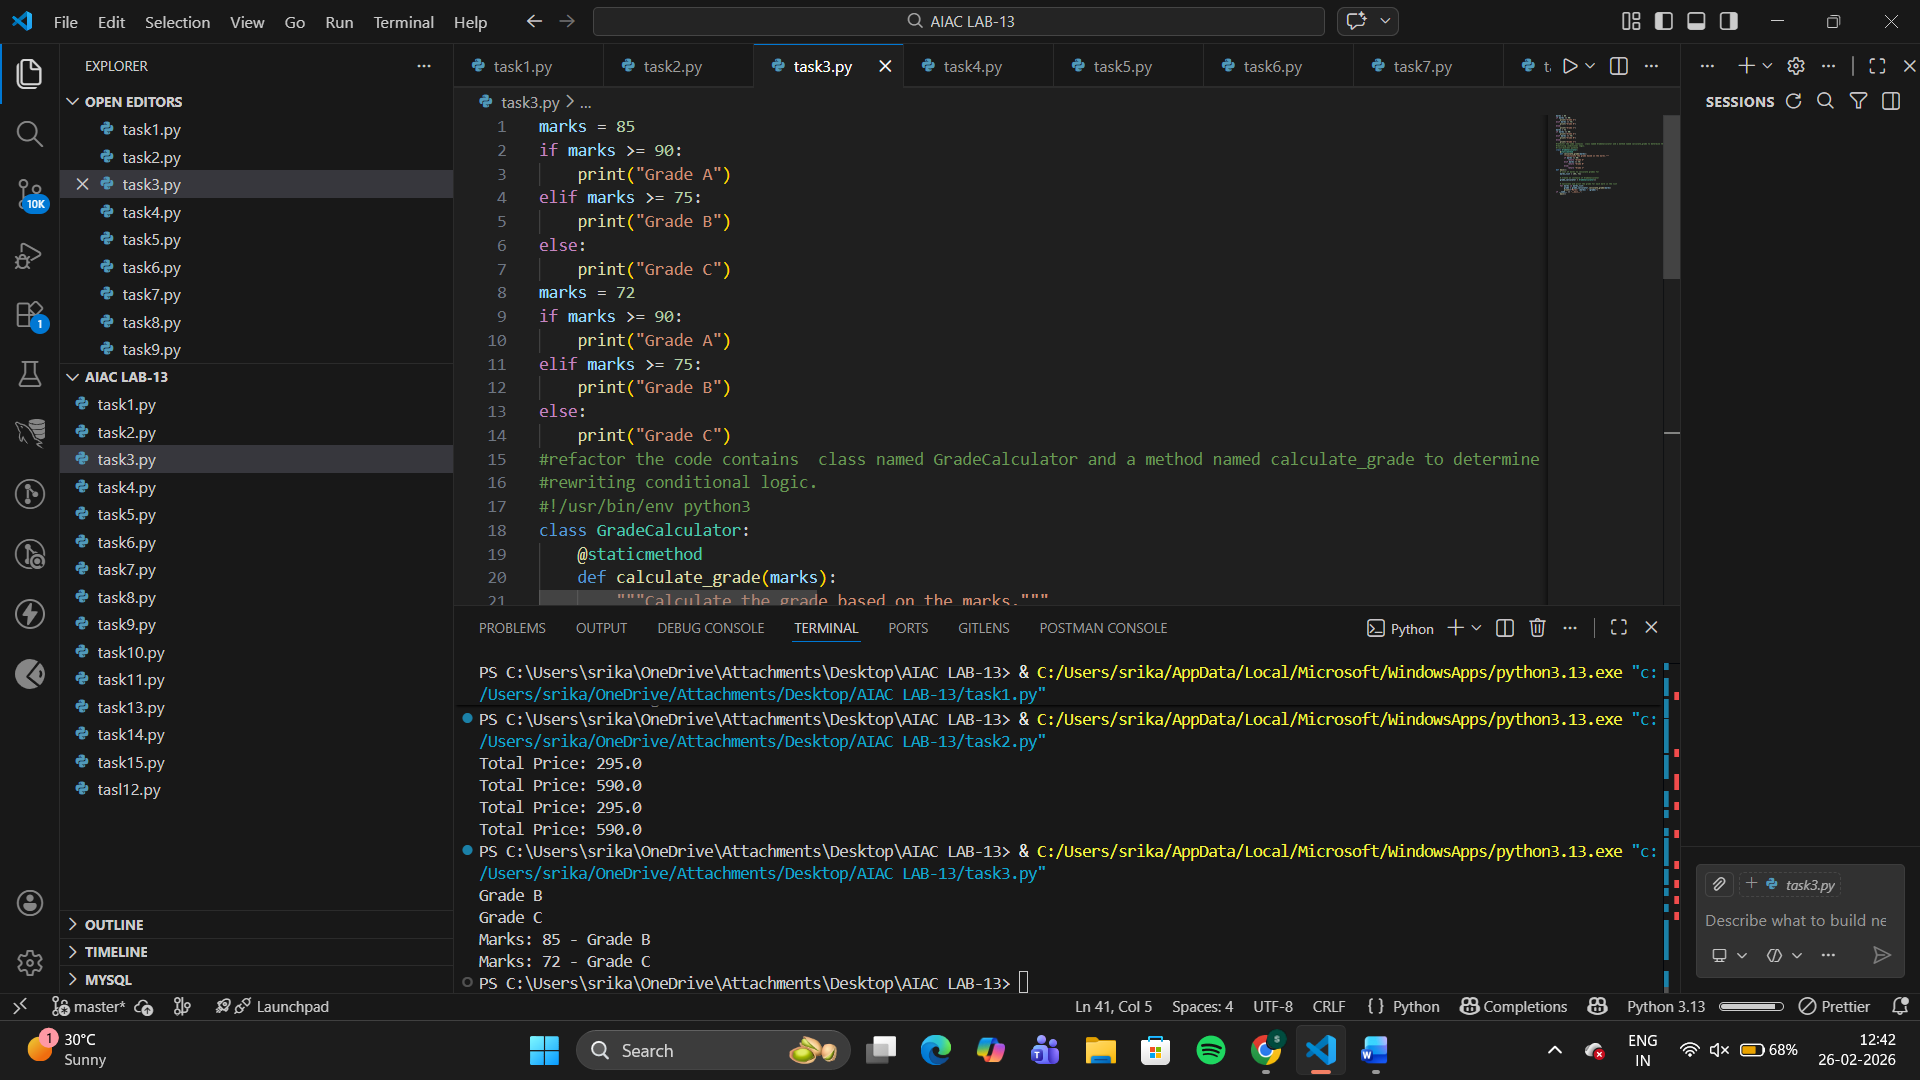 File Edit Selection View Go Run Terminal Help
AIAC LAB-13
EXPLORER
OPEN EDITORS
task1.py
task2.py
task3.py
task4.py
task5.py
task6.py
task7.py
task8.py
task9.py
10K
1
AIAC LAB-13
task1.py
task2.py
task3.py
task4.py
task5.py
task6.py
task7.py
task8.py
task9.py
task10.py
task11.py
task13.py
task14.py
task15.py
tasl12.py
OUTLINE
TIMELINE
MYSQL
task1.py task2.py task3.py task4.py task5.py task6.py task7.py
task3.py > ...
1 marks = 85
2 if marks >= 90:
3 print("Grade A")
4 elif marks >= 75:
5 print("Grade B")
6 else:
7 print("Grade C")
8 marks = 72
9 if marks >= 90:
10 print("Grade A")
11 elif marks >= 75:
12 print("Grade B")
13 else:
14 print("Grade C")
15 #refactor the code contains  class named GradeCalculator and a method named calculate_grade to determine
16 #rewriting conditional logic.
17 #!/usr/bin/env python3
18 class GradeCalculator:
19 @staticmethod
20 def calculate_grade(marks):
21 """Calculate the grade based on the marks."""
PROBLEMS OUTPUT DEBUG CONSOLE TERMINAL PORTS GITLENS POSTMAN CONSOLE
Python
PS C:\Users\srika\OneDrive\Attachments\Desktop\AIAC LAB-13> & C:/Users/srika/AppData/Local/Microsoft/WindowsApps/python3.13.exe "c:
/Users/srika/OneDrive/Attachments/Desktop/AIAC LAB-13/task1.py"
PS C:\Users\srika\OneDrive\Attachments\Desktop\AIAC LAB-13> & C:/Users/srika/AppData/Local/Microsoft/WindowsApps/python3.13.exe "c:
/Users/srika/OneDrive/Attachments/Desktop/AIAC LAB-13/task2.py"
Total Price: 295.0
Total Price: 590.0
Total Price: 295.0
Total Price: 590.0
PS C:\Users\srika\OneDrive\Attachments\Desktop\AIAC LAB-13> & C:/Users/srika/AppData/Local/Microsoft/WindowsApps/python3.13.exe "c:
/Users/srika/OneDrive/Attachments/Desktop/AIAC LAB-13/task3.py"
Grade B
Grade C
Marks: 85 - Grade B
Marks: 72 - Grade C
PS C:\Users\srika\OneDrive\Attachments\Desktop\AIAC LAB-13>
SESSIONS
task3.py
Describe what to build ne
master* Launchpad
Ln 41, Col 5 Spaces: 4 UTF-8 CRLF {} Python Completions Python 3.13 Prettier
1
30°C
Sunny
Search
ENG
IN
68%
12:42
26-02-2026